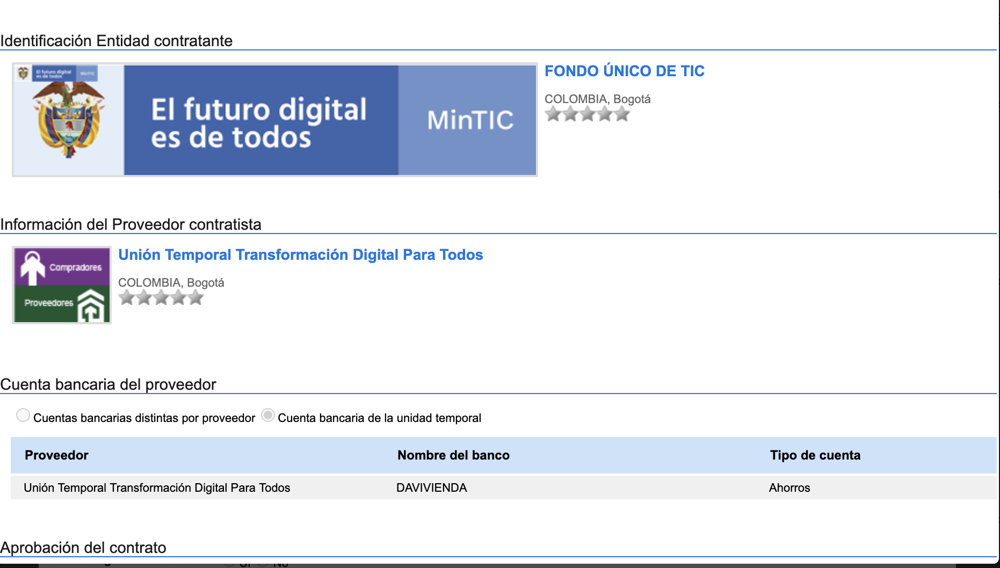 Identificación Entidad contratante
El futuro digital
es de todos
MinTIC
El futuro digital
es de todos
MinTIC
FONDO ÚNICO DE TIC
COLOMBIA, Bogotá
Información del Proveedor contratista
Compradores
Proveedores
Unión Temporal Transformación Digital Para Todos
COLOMBIA, Bogotá
Cuenta bancaria del proveedor
Cuentas bancarias distintas por proveedor Cuenta bancaria de la unidad temporal
Proveedor Nombre del banco Tipo de cuenta
Unión Temporal Transformación Digital Para Todos DAVIVIENDA Ahorros
Aprobación del contrato